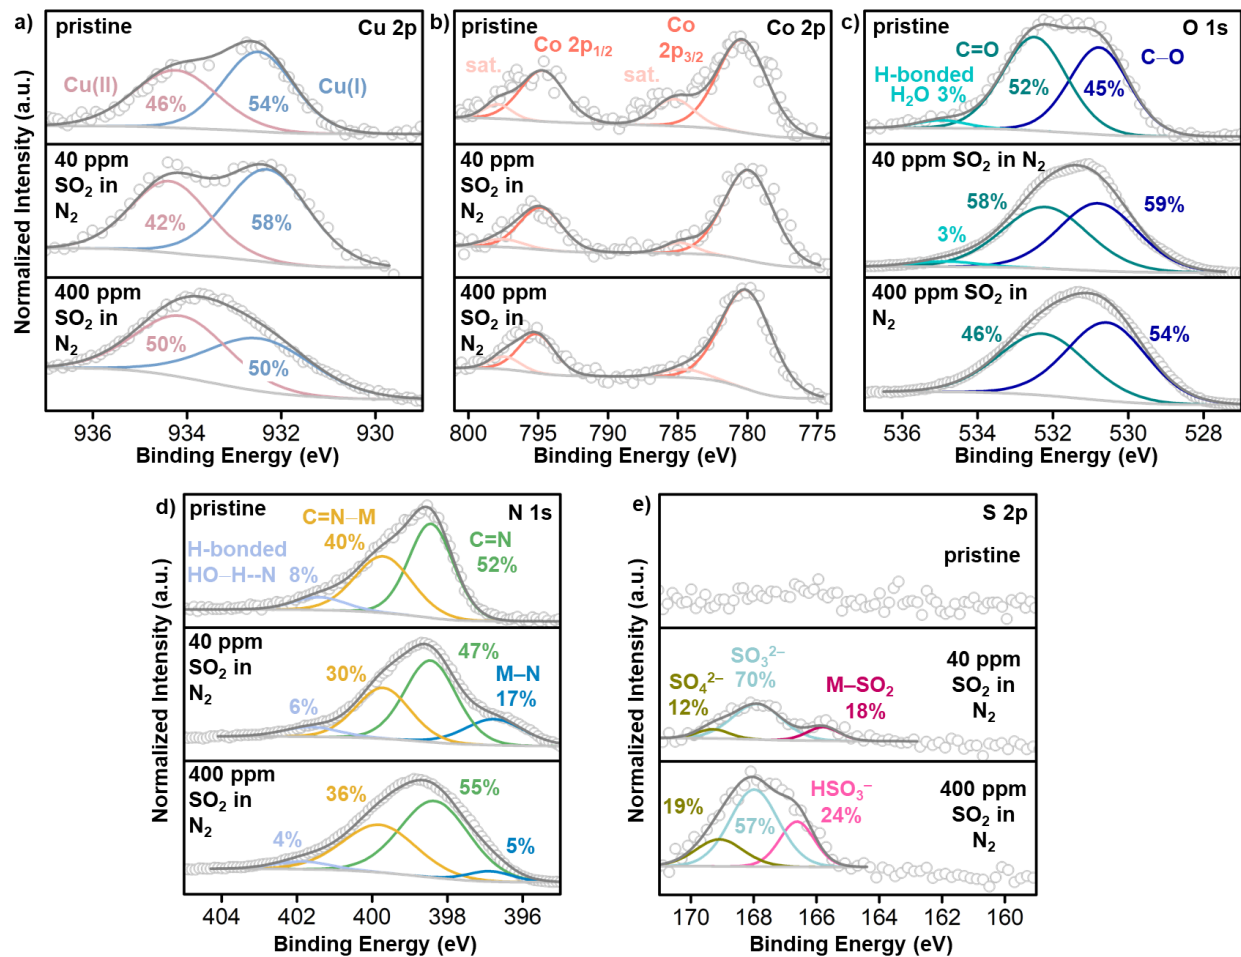 a)
pristine
Cu 2p
Cu(II)
46%
54%
Cu(I)
40 ppm
SO₂ in
N₂
42%
58%
400 ppm
SO₂ in
N₂
50%
50%
936
934
932
930
Binding Energy (eV)
Normalized Intensity (a.u.)
b)
pristine
Co 2p
Co 2p₁/₂
Co
2p₃/₂
sat.
sat.
40 ppm
SO₂ in
N₂
400 ppm
SO₂ in
N₂
800
795
790
785
780
775
Binding Energy (eV)
c)
pristine
O 1s
C=O
C–O
H-bonded
H₂O 3%
52%
45%
40 ppm SO₂ in N₂
58%
59%
3%
400 ppm SO₂ in
N₂
46%
54%
536
534
532
530
528
Binding Energy (eV)
d)
pristine
N 1s
C=N–M
40%
C=N
52%
H-bonded
HO–H--N 8%
40 ppm
SO₂ in
N₂
47%
30%
M–N
17%
6%
400 ppm
SO₂ in
N₂
36%
55%
4%
5%
404
402
400
398
396
Binding Energy (eV)
Normalized Intensity (a.u.)
e)
S 2p
pristine
40 ppm
SO₂ in
N₂
SO₃²⁻
70%
SO₄²⁻
12%
M–SO₂
18%
400 ppm
SO₂ in
N₂
19%
57%
HSO₃⁻
24%
170
168
166
164
162
160
Binding Energy (eV)
Normalized Intensity (a.u.)